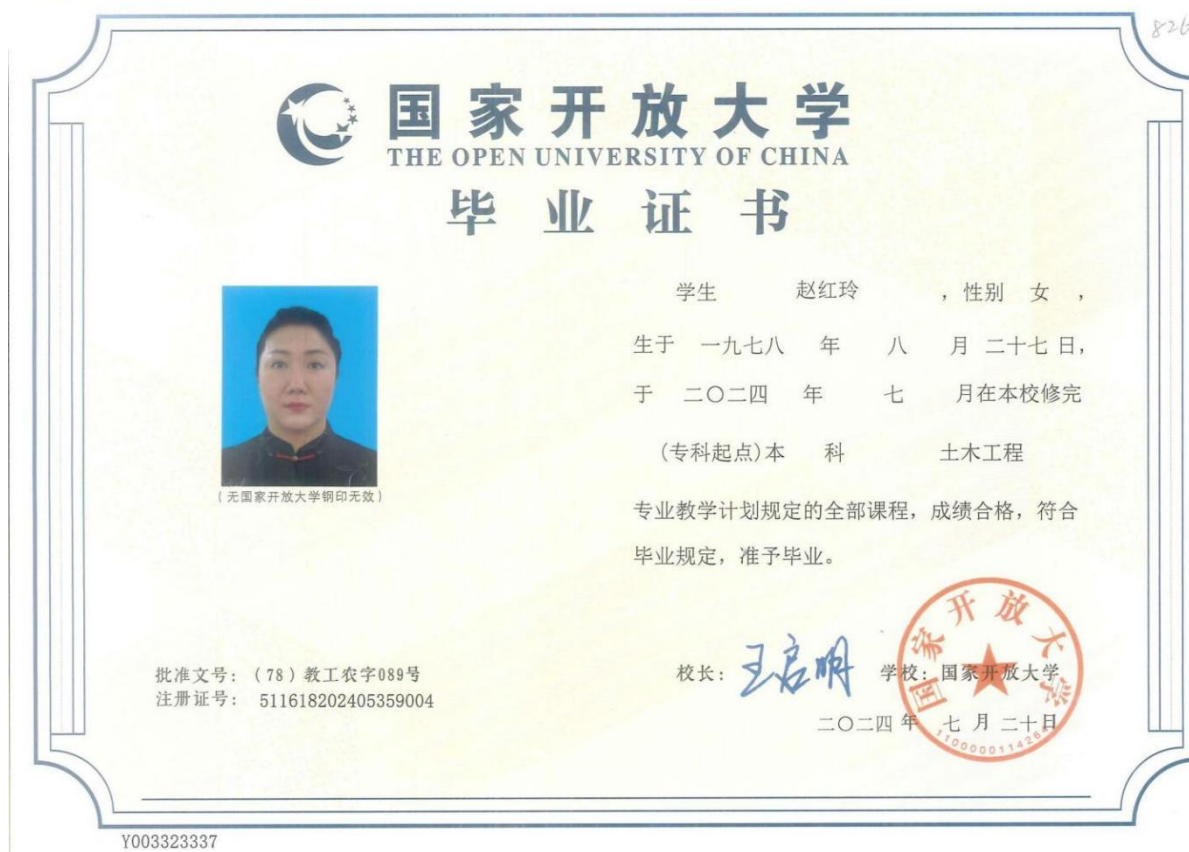 826
国家开放大学
THE OPEN UNIVERSITY OF CHINA
毕业证书
学生 赵红玲 ，性别 女 ，
生于 一九七八 年 八 月 二十七 日，
于 二〇二四 年 七 月在本校修完
(专科起点)本 科 土木工程
专业教学计划规定的全部课程，成绩合格，符合
毕业规定，准予毕业。
(无国家开放大学钢印无效)
批准文号：(78)教工农字089号
注册证号： 511618202405359004
校长：王启明 学校：国家开放大学
二〇二四 年 七 月 二十日
国家开放大学
Y003323337